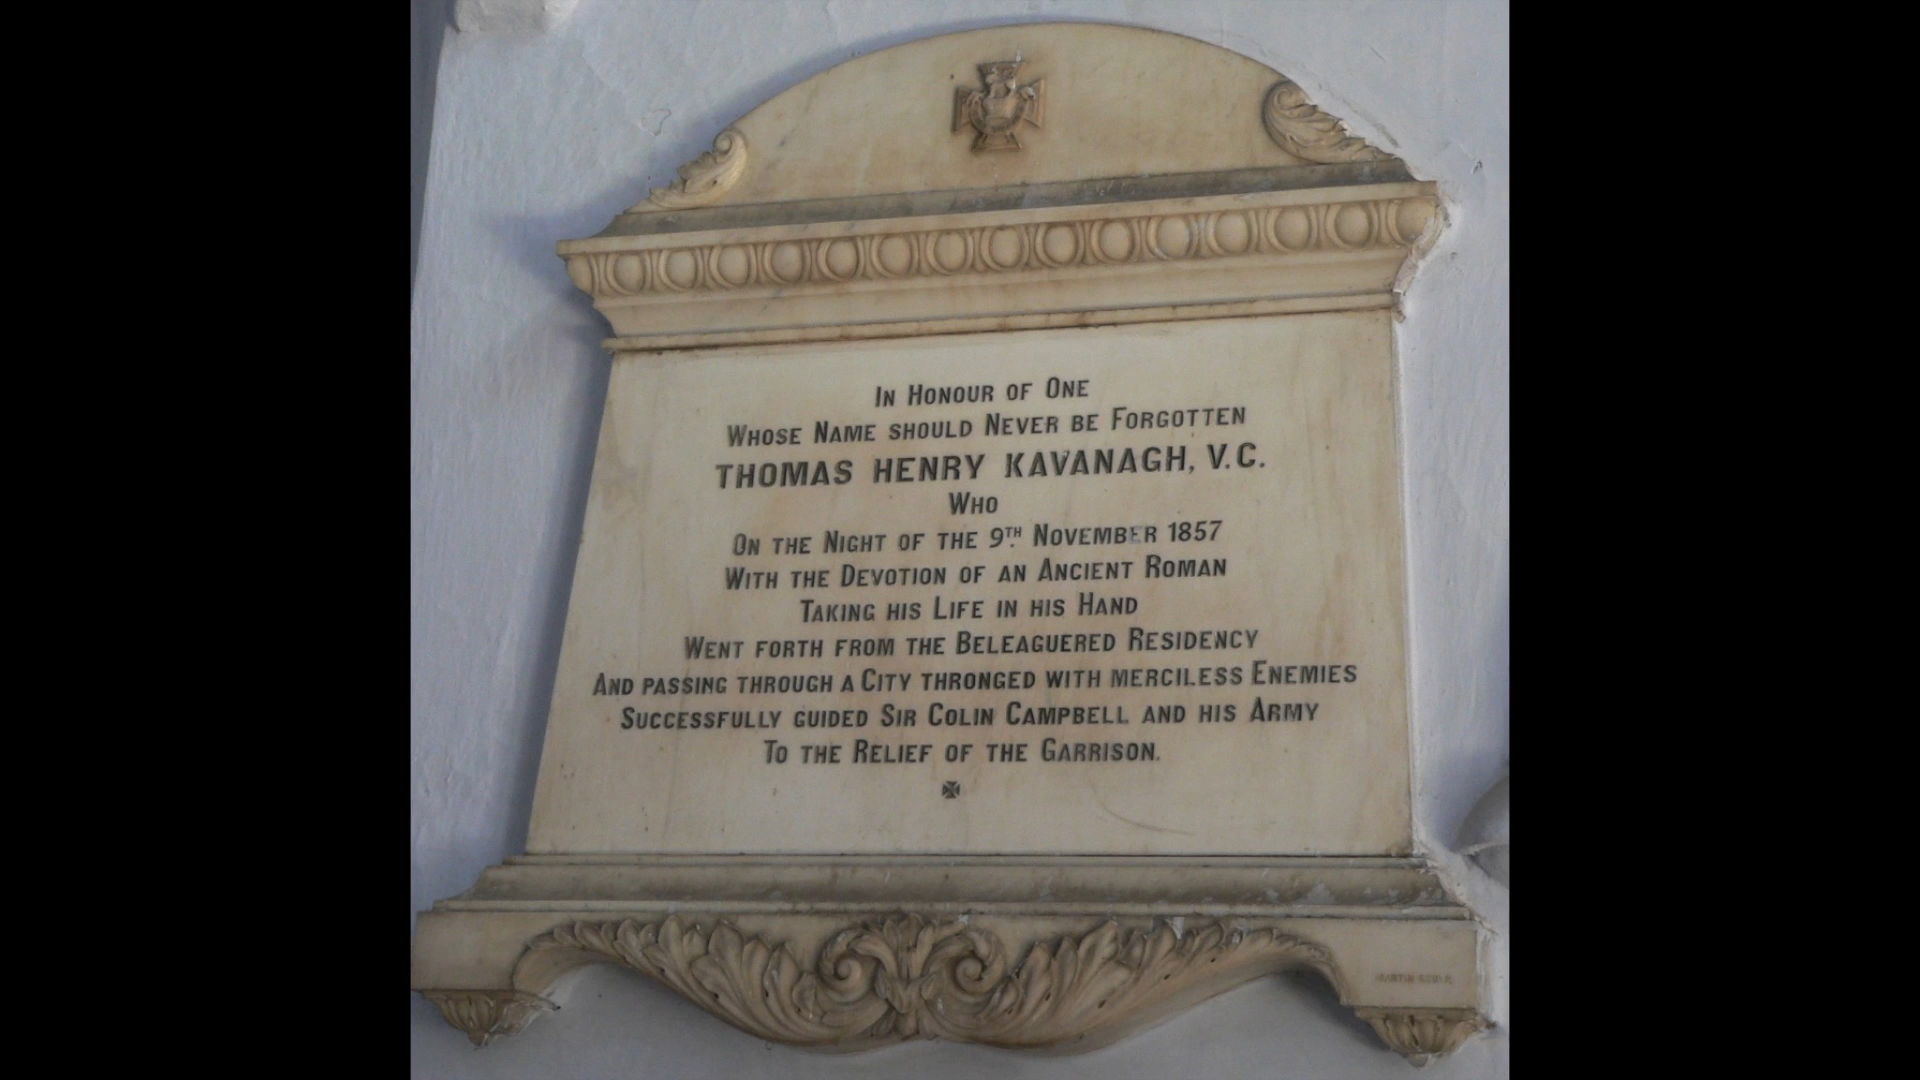 In Honour of One
Whose Name should Never be Forgotten
THOMAS HENRY KAVANAGH, V.C.
Who
On the Night of the 9TH November 1857
With the Devotion of an Ancient Roman
Taking his Life in his Hand
Went forth from the Beleaguered Residency
And passing through a City thronged with merciless Enemies
Successfully guided Sir Colin Campbell and his Army
To the Relief of the Garrison.